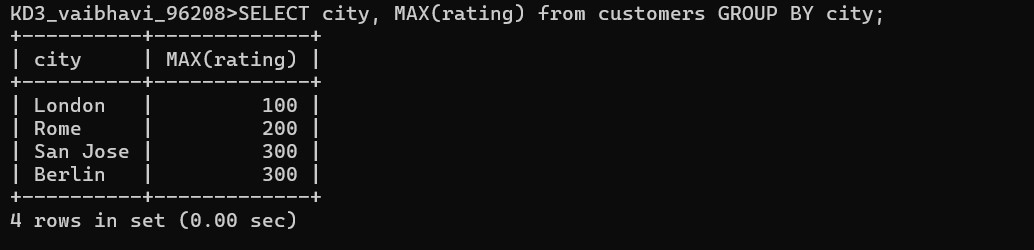 KD3_vaibhavi_96208>SELECT city, MAX(rating) from customers GROUP BY city;
+----------+-------------+
| city     | MAX(rating) |
+----------+-------------+
| London   |         100 |
| Rome     |         200 |
| San Jose |         300 |
| Berlin   |         300 |
+----------+-------------+
4 rows in set (0.00 sec)